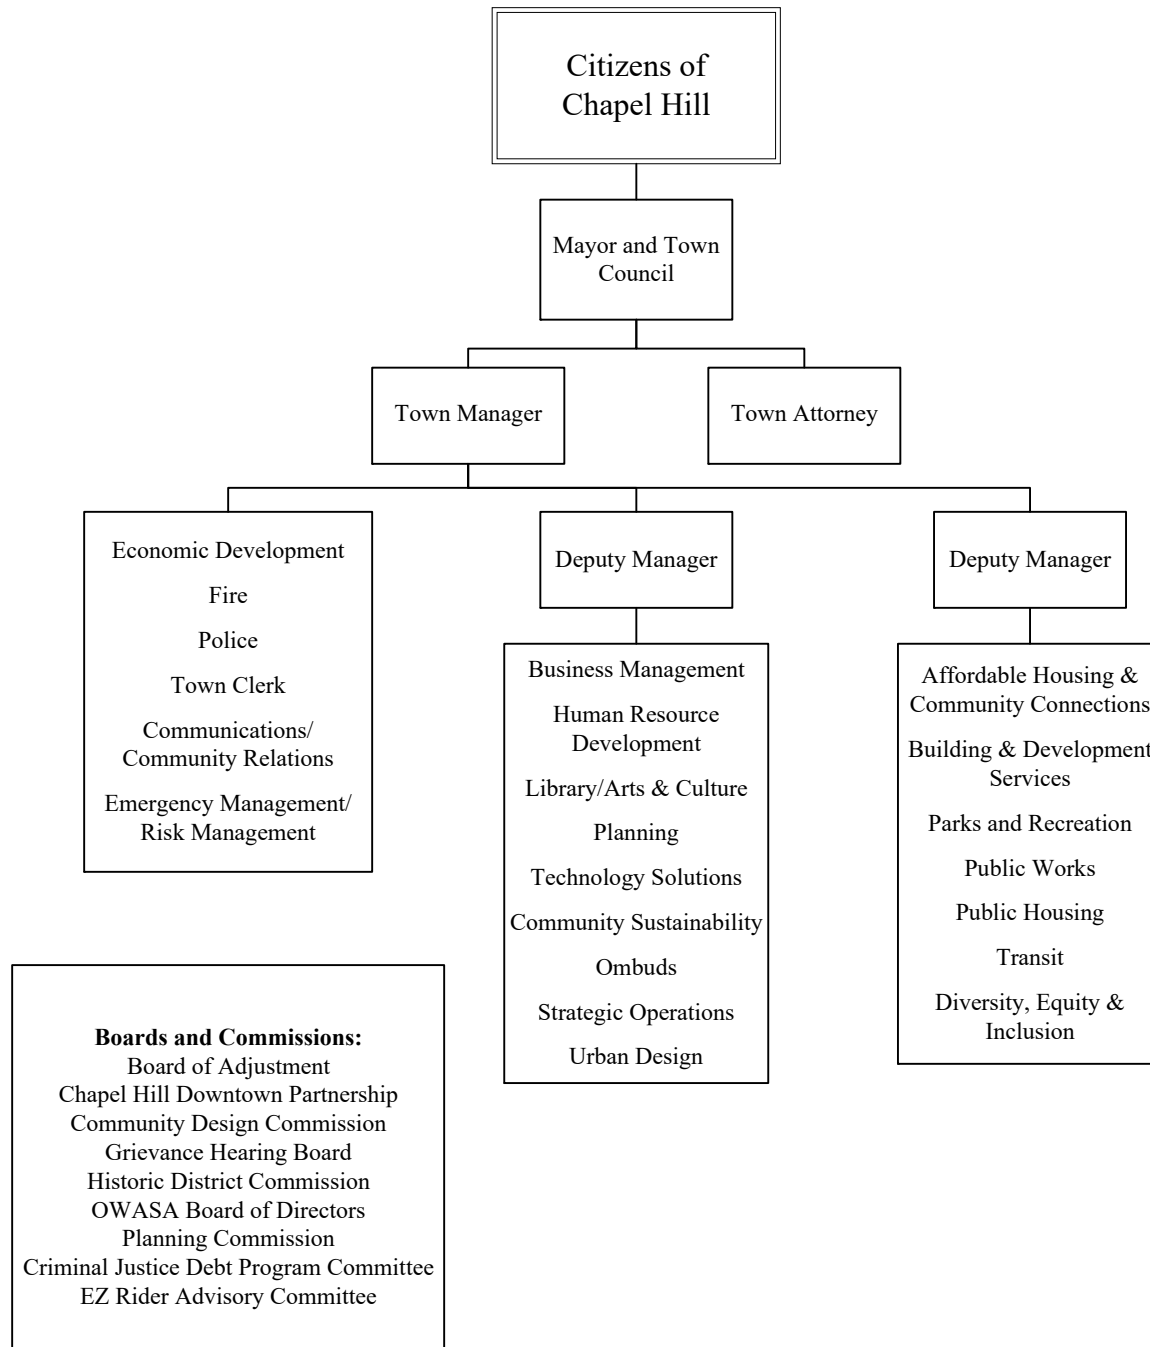 Citizens of
Chapel Hill
Mayor and Town
Council
Town Manager
Town Attorney
Economic Development
Fire
Police
Town Clerk
Communications/
Community Relations
Emergency Management/
Risk Management
Deputy Manager
Business Management
Human Resource
Development
Library/Arts & Culture
Planning
Technology Solutions
Community Sustainability
Ombuds
Strategic Operations
Urban Design
Deputy Manager
Affordable Housing &
Community Connections
Building & Development
Services
Parks and Recreation
Public Works
Public Housing
Transit
Diversity, Equity &
Inclusion
Boards and Commissions:
Board of Adjustment
Chapel Hill Downtown Partnership
Community Design Commission
Grievance Hearing Board
Historic District Commission
OWASA Board of Directors
Planning Commission
Criminal Justice Debt Program Committee
EZ Rider Advisory Committee